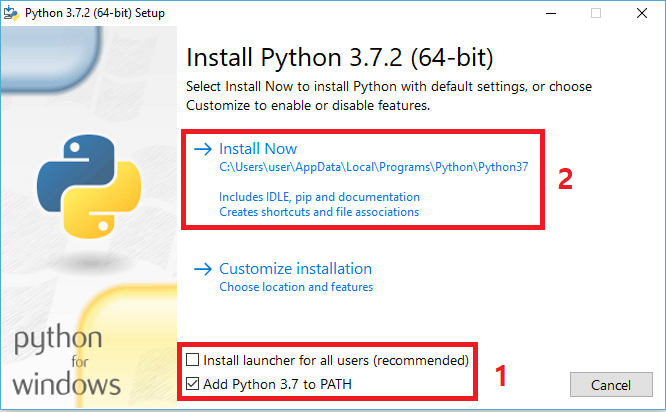 Python 3.7.2 (64-bit) Setup
Install Python 3.7.2 (64-bit)
Select Install Now to install Python with default settings, or choose
Customize to enable or disable features.
Install Now
C:\Users\user\AppData\Local\Programs\Python\Python37
Includes IDLE, pip and documentation
Creates shortcuts and file associations
2
Customize installation
Choose location and features
python
for
windows
Install launcher for all users (recommended)
Add Python 3.7 to PATH
1
Cancel